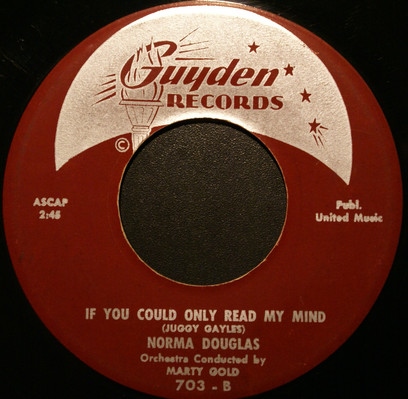 Guyden
RECORDS
©
ASCAP
2:45
Publ.
United Music
IF YOU COULD ONLY READ MY MIND
(JUGGY GAYLES)
NORMA DOUGLAS
Orchestra Conducted by
MARTY GOLD
703 - B